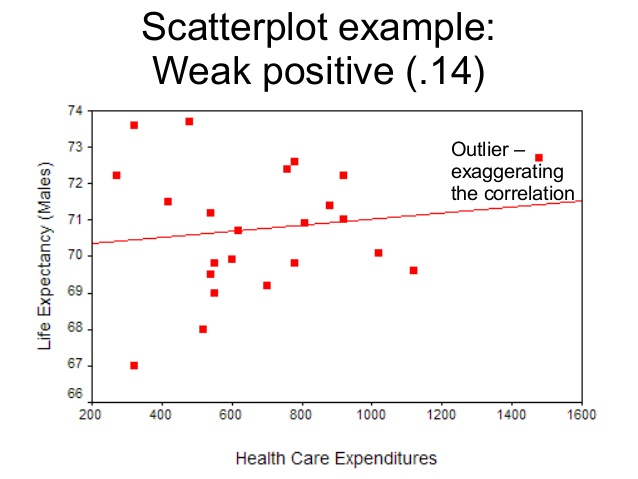 Scatterplot example:
Weak positive (.14)
74
73
72
71
70
69
68
67
66
Life Expectancy (Males)
Outlier –
exaggerating
the correlation
200 400 600 800 1000 1200 1400 1600
Health Care Expenditures